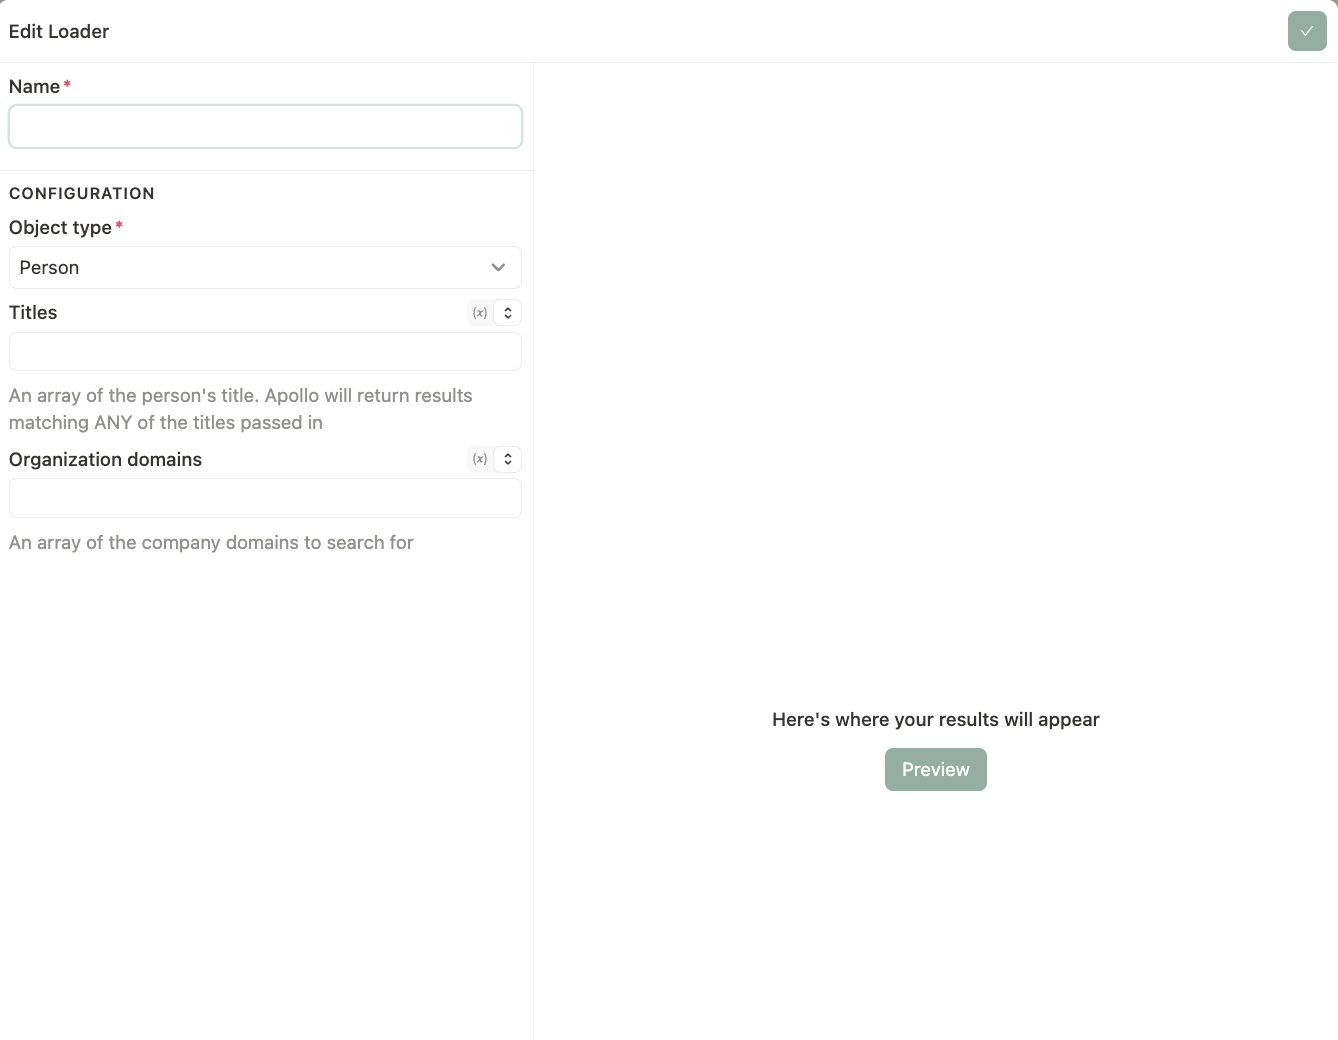 Edit Loader
Name*
CONFIGURATION
Object type*
Person
Titles
(x)
An array of the person's title. Apollo will return results
matching ANY of the titles passed in
Organization domains
(x)
An array of the company domains to search for
Here's where your results will appear
Preview